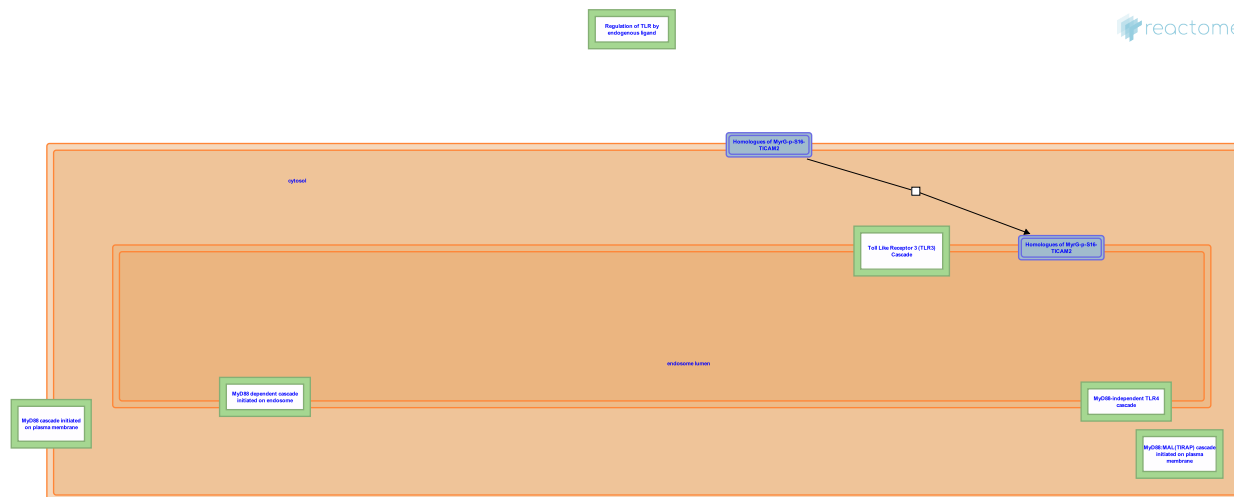 Regulation of TLR by
endogenous ligand
reactome
Homologues of MyrG-p-S16-
TICAM2
cytosol
Toll Like Receptor 3 (TLR3)
Cascade
Homologues of MyrG-p-S16-
TICAM2
endosome lumen
MyD88 dependent cascade
initiated on endosome
MyD88-independent TLR4
cascade
MyD88 cascade initiated
on plasma membrane
MyD88:MAL(TIRAP) cascade
initiated on plasma
membrane